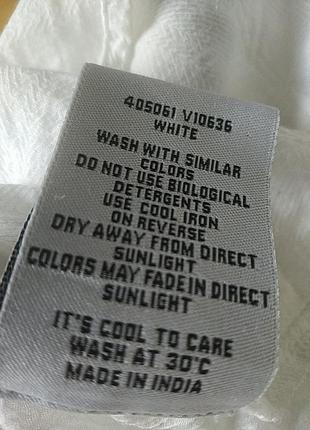 405061 V10636
WHITE
WASH WITH SIMILAR
COLORS
DO NOT USE BIOLOGICAL
DETERGENTS
USE COOL IRON
ON REVERSE
DRY AWAY FROM DIRECT
SUNLIGHT
COLORS MAY FADE IN DIRECT
SUNLIGHT
IT'S COOL TO CARE
WASH AT 30°C
MADE IN INDIA